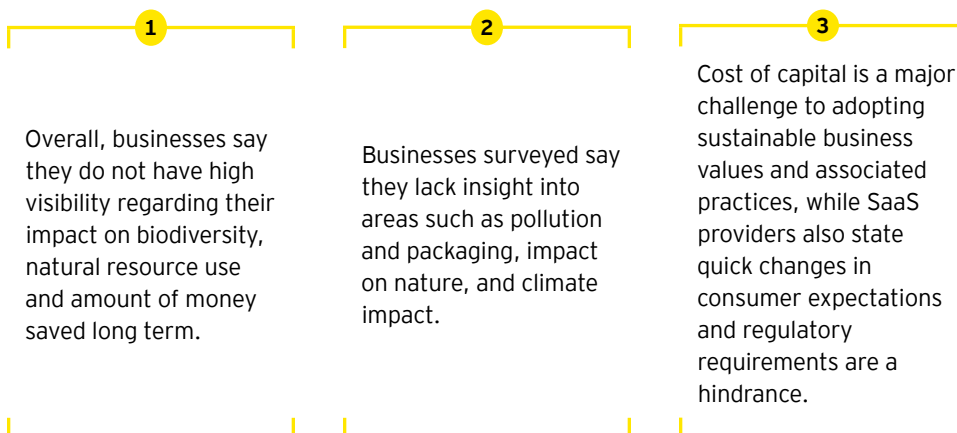 1
Overall, businesses say
they do not have high
visibility regarding their
impact on biodiversity,
natural resource use
and amount of money
saved long term.
2
Businesses surveyed say
they lack insight into
areas such as pollution
and packaging, impact
on nature, and climate
impact.
3
Cost of capital is a major
challenge to adopting
sustainable business
values and associated
practices, while SaaS
providers also state
quick changes in
consumer expectations
and regulatory
requirements are a
hindrance.